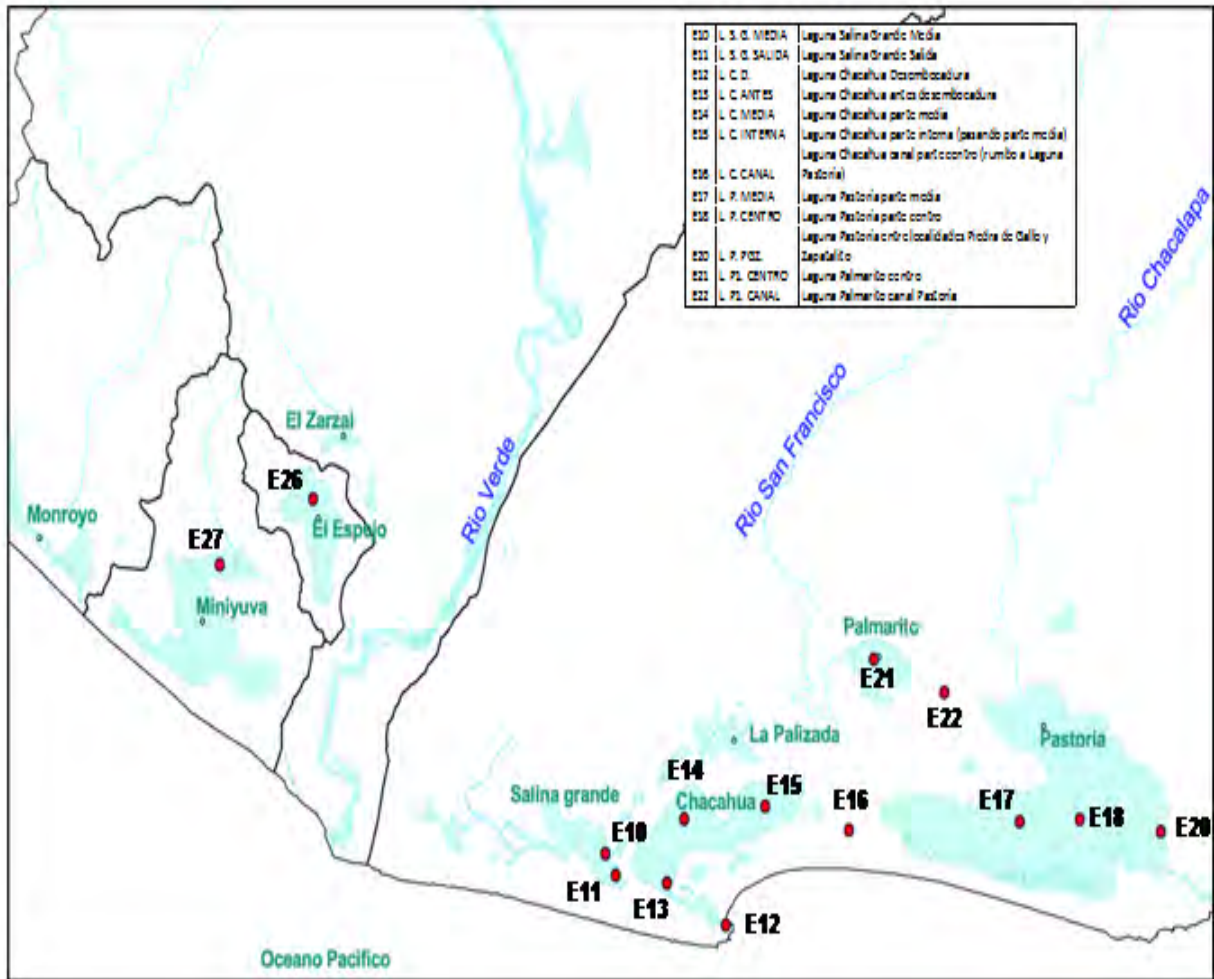 E10 L. S. G. MEDIA Laguna Salina Grande Media
E11 L. S. G. SALIDA Laguna Salina Grande Salida
E12 L. C. D. Laguna Chacahua Desembocadura
E13 L. C. ANTES Laguna Chacahua antes desembocadura
E14 L. C. MEDIA Laguna Chacahua parte media
E15 L. C. INTERNA Laguna Chacahua parte interna (pasando parte media)
Laguna Chacahua canal parte centro (rumbo a Laguna
E16 L. C. CANAL Pastoria)
E17 L. P. MEDIA Laguna Pastoria parte media
E18 L. P. CENTRO Laguna Pastoria parte centro
Laguna Pastoria entre localidades Piedra de Gallo y
E20 L. P. PGZ. Zapotalito
E21 L. P1. CENTRO Laguna Palmarito centro
E22 L. P1. CANAL Laguna Palmarito canal Pastoria
Rio Chacalapa
Rio San Francisco
Rio Verde
El Zarzal
E26
El Espejo
Monroyo
E27
Miniyuva
Palmarito
E21
E22
La Palizada
Pastoria
E14
E15
Salina grande
Chacahua
E16
E17
E18
E20
E10
E11
E13
E12
Oceano Pacifico